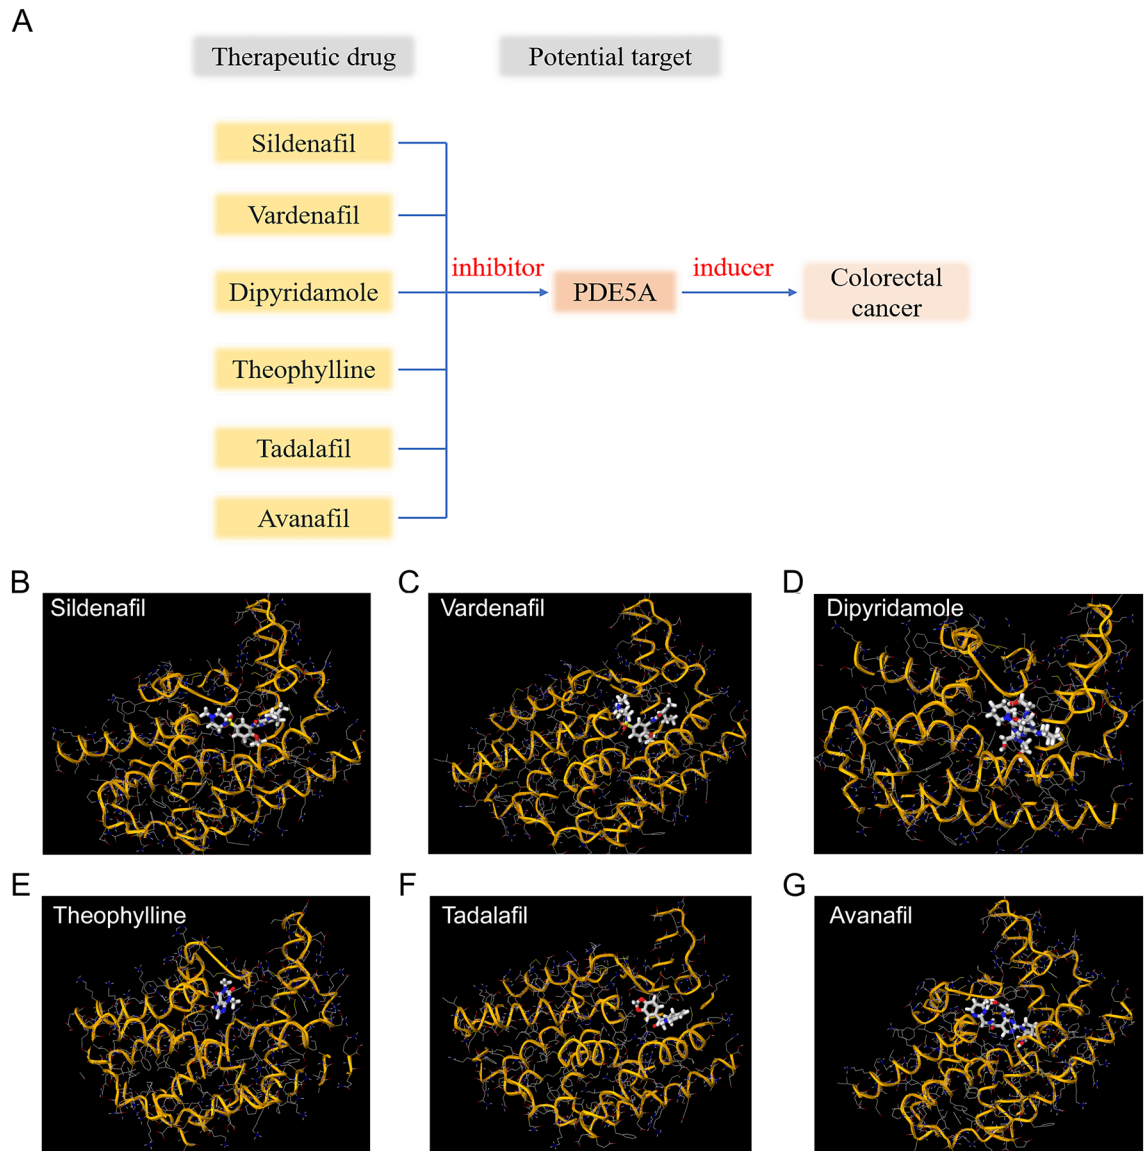 A
Therapeutic drug
Potential target
Sildenafil
Vardenafil
Dipyridamole
Theophylline
Tadalafil
Avanafil
inhibitor
PDE5A
inducer
Colorectal
cancer
B
Sildenafil
C
Vardenafil
D
Dipyridamole
E
Theophylline
F
Tadalafil
G
Avanafil